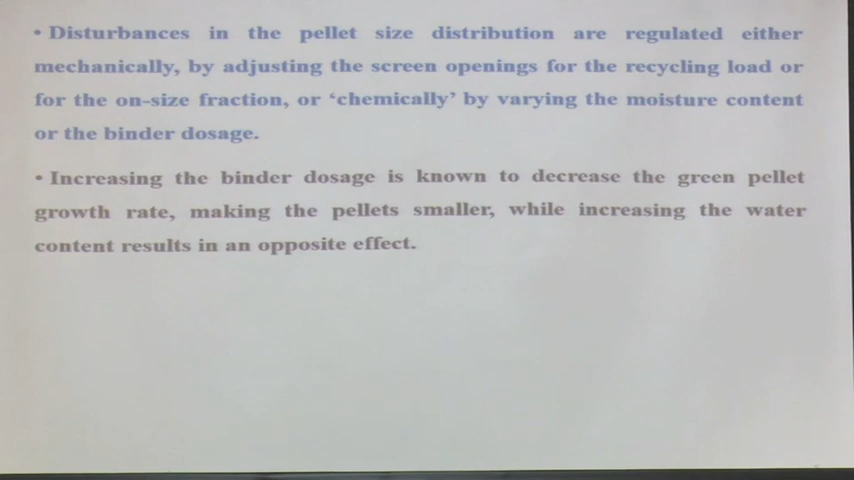 • Disturbances in the pellet size distribution are regulated either
mechanically, by adjusting the screen openings for the recycling load or
for the on-size fraction, or ‘chemically’ by varying the moisture content
or the binder dosage.
• Increasing the binder dosage is known to decrease the green pellet
growth rate, making the pellets smaller, while increasing the water
content results in an opposite effect.